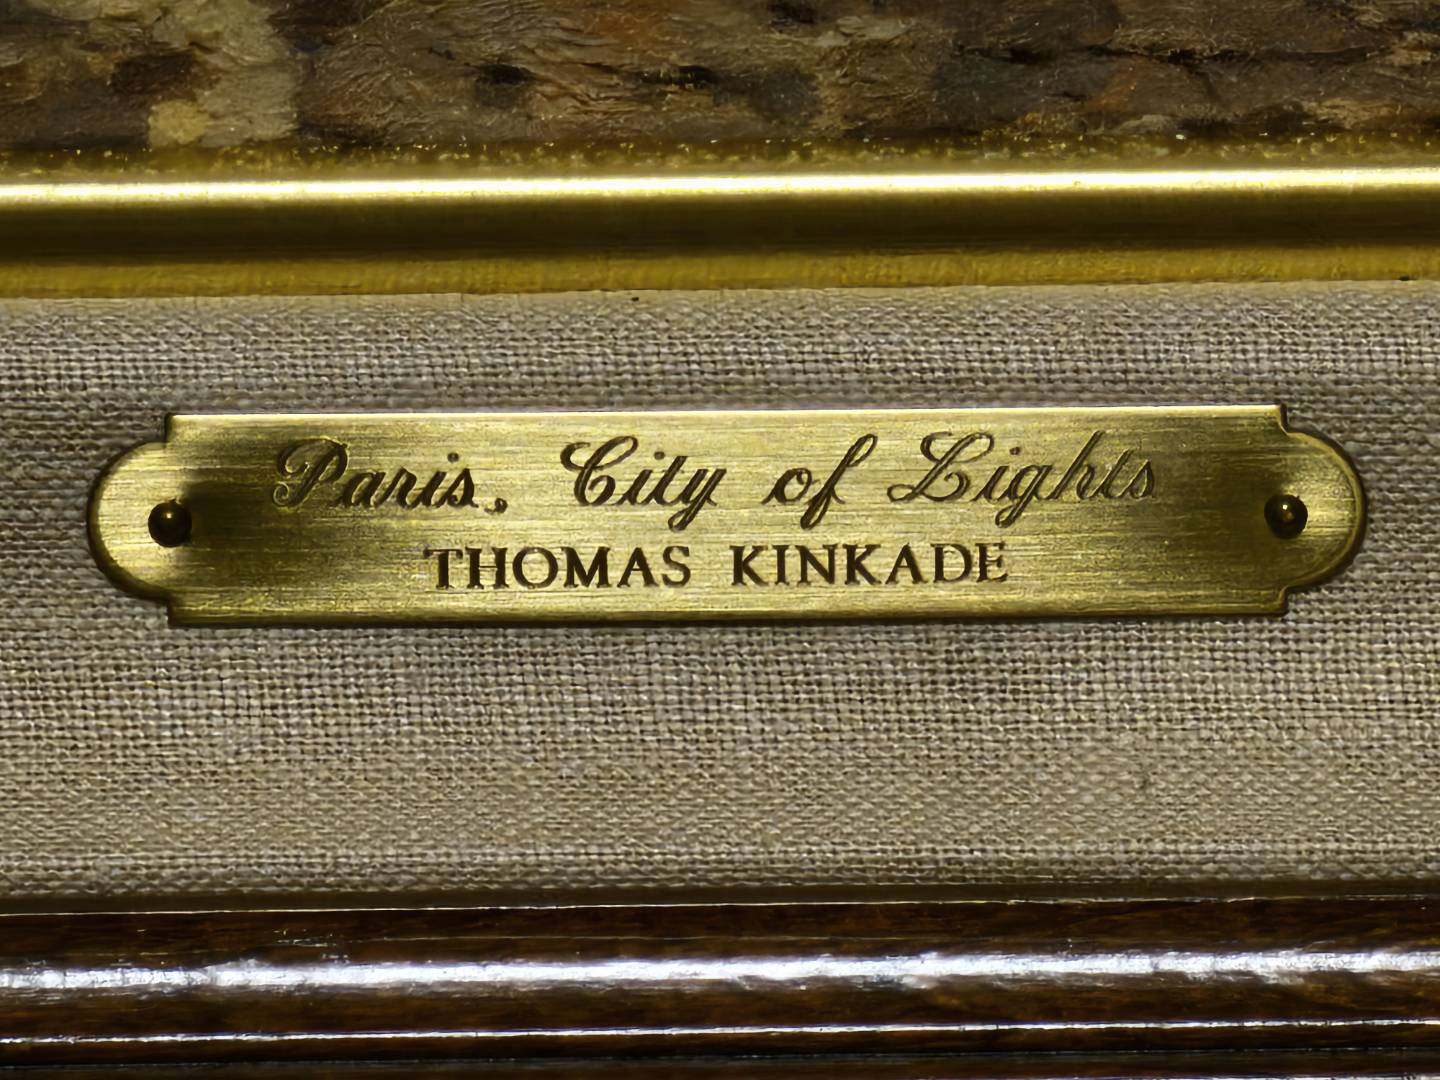 Paris, City of Lights
THOMAS KINKADE